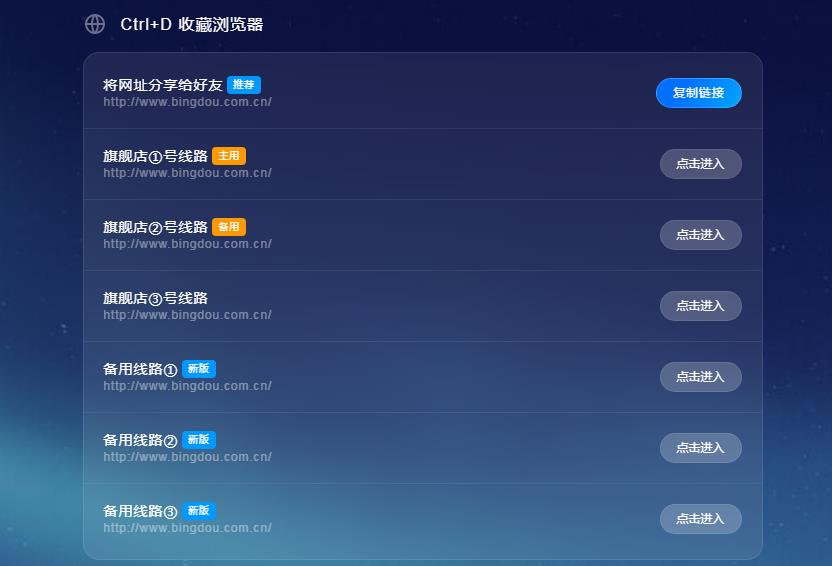 Ctrl+D 收藏浏览器
将网址分享给好友 推荐
http://www.bingdou.com.cn/
复制链接
旗舰店①号线路 主用
http://www.bingdou.com.cn/
点击进入
旗舰店②号线路 备用
http://www.bingdou.com.cn/
点击进入
旗舰店③号线路
http://www.bingdou.com.cn/
点击进入
备用线路① 新版
http://www.bingdou.com.cn/
点击进入
备用线路② 新版
http://www.bingdou.com.cn/
点击进入
备用线路③ 新版
http://www.bingdou.com.cn/
点击进入